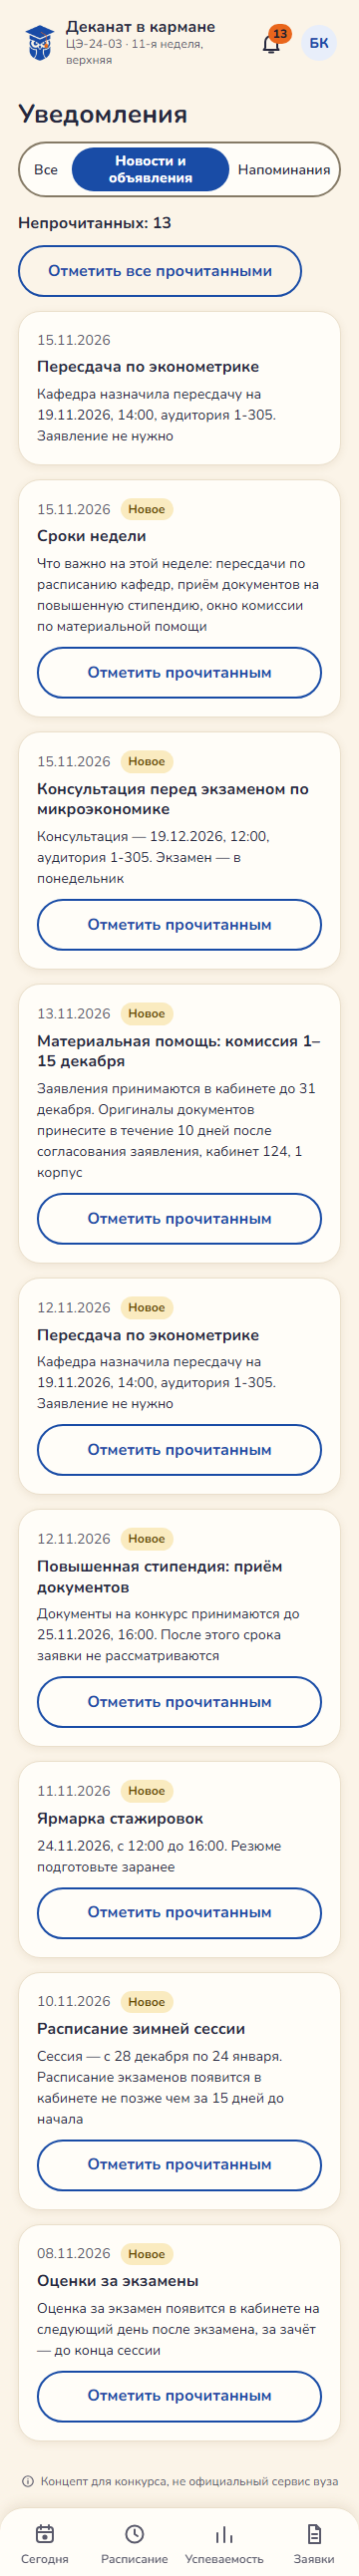 Деканат в кармане
ЦЭ-24-03 · 11-я неделя,
верхняя
13
БК
Уведомления
Все
Новости и
объявления
Напоминания
Непрочитанных: 13
Отметить все прочитанными
15.11.2026
Пересдача по эконометрике
Кафедра назначила пересдачу на
19.11.2026, 14:00, аудитория 1-305.
Заявление не нужно
15.11.2026 Новое
Сроки недели
Что важно на этой неделе: пересдачи по
расписанию кафедр, приём документов на
повышенную стипендию, окно комиссии
по материальной помощи
Отметить прочитанным
15.11.2026 Новое
Консультация перед экзаменом по
микроэкономике
Консультация — 19.12.2026, 12:00,
аудитория 1-305. Экзамен — в
понедельник
Отметить прочитанным
13.11.2026 Новое
Материальная помощь: комиссия 1–
15 декабря
Заявления принимаются в кабинете до 31
декабря. Оригиналы документов
принесите в течение 10 дней после
согласования заявления, кабинет 124, 1
корпус
Отметить прочитанным
12.11.2026 Новое
Пересдача по эконометрике
Кафедра назначила пересдачу на
19.11.2026, 14:00, аудитория 1-305.
Заявление не нужно
Отметить прочитанным
12.11.2026 Новое
Повышенная стипендия: приём
документов
Документы на конкурс принимаются до
25.11.2026, 16:00. После этого срока
заявки не рассматриваются
Отметить прочитанным
11.11.2026 Новое
Ярмарка стажировок
24.11.2026, с 12:00 до 16:00. Резюме
подготовьте заранее
Отметить прочитанным
10.11.2026 Новое
Расписание зимней сессии
Сессия — с 28 декабря по 24 января.
Расписание экзаменов появится в
кабинете не позже чем за 15 дней до
начала
Отметить прочитанным
08.11.2026 Новое
Оценки за экзамены
Оценка за экзамен появится в кабинете на
следующий день после экзамена, за зачёт
— до конца сессии
Отметить прочитанным
Концепт для конкурса, не официальный сервис вуза
Сегодня
Расписание
Успеваемость
Заявки